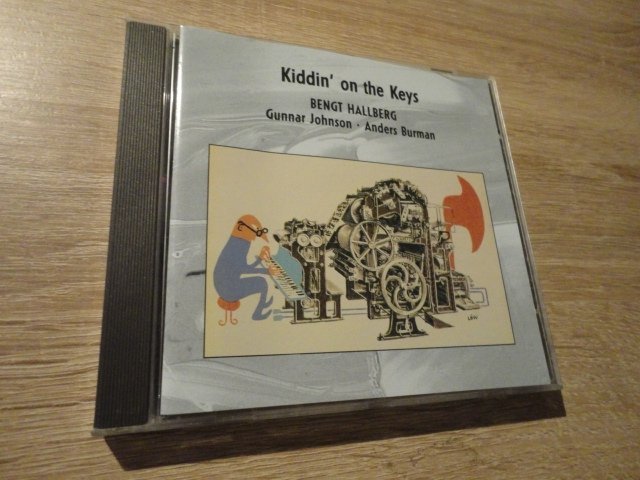 Kiddin' on the Keys
BENGT HALLBERG
Gunnar Johnson · Anders Burman